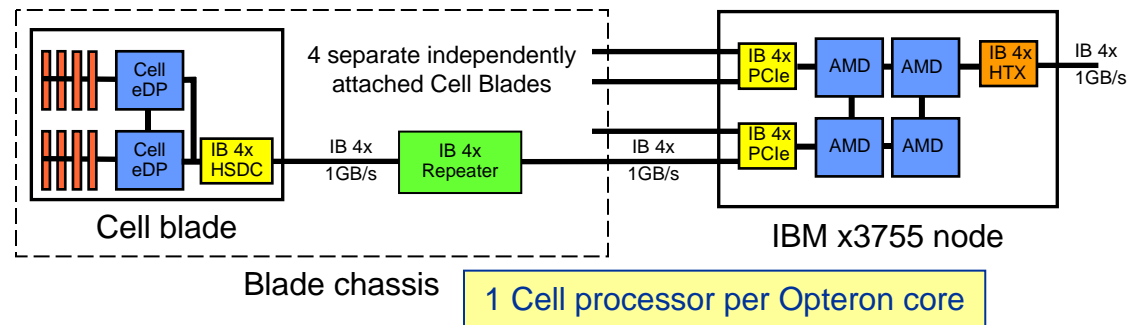 Cell
eDP
Cell
eDP
IB 4x
HSDC
Cell blade
4 separate independently
attached Cell Blades
IB 4x
1GB/s
IB 4x
Repeater
Blade chassis
IB 4x
1GB/s
IB 4x
PCIe
IB 4x
PCIe
AMD
AMD
AMD
AMD
IB 4x
HTX
IB 4x
1GB/s
IBM x3755 node
1 Cell processor per Opteron core